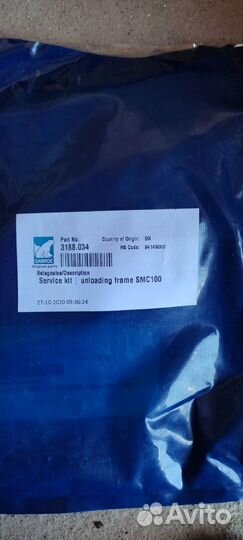 Part No. Country of Origin: DK
3188.034 HS Code: 84149000
SABROE
Original parts
Betegnelse/Description
Service kit | unloading frame SMC100
27-10-2020 09:36:24
Avito